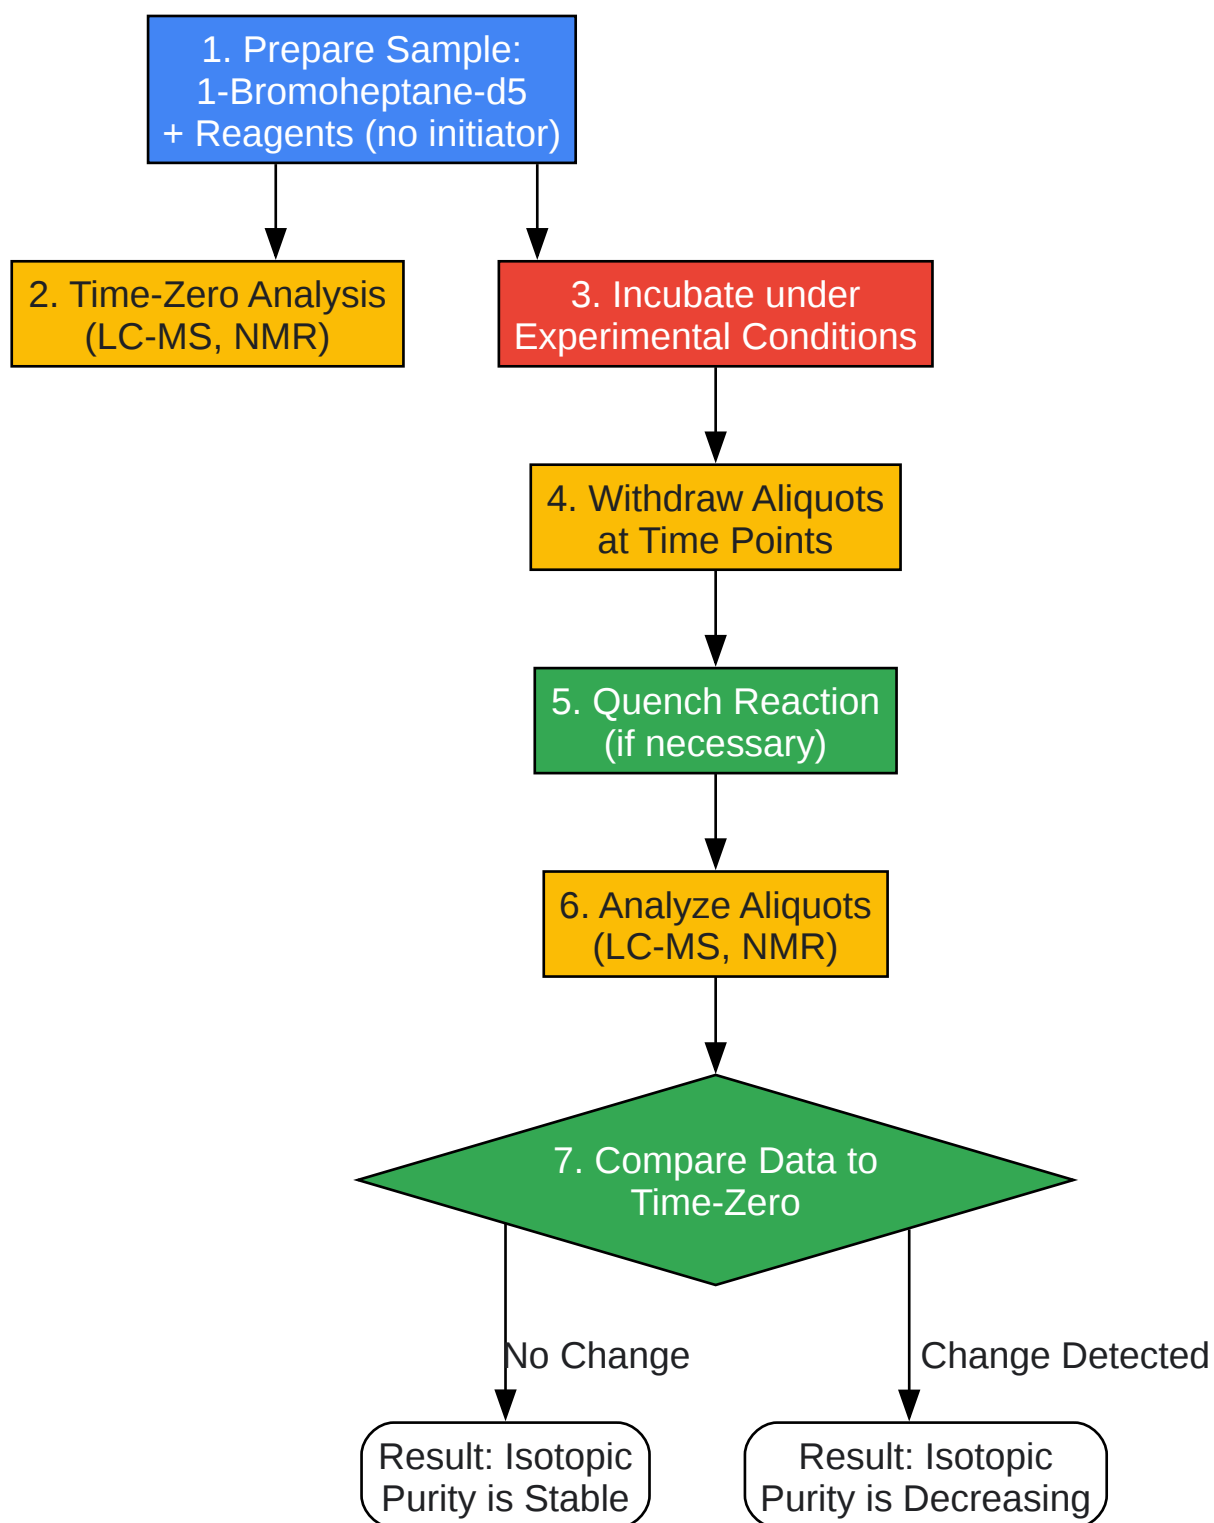 1. Prepare Sample:
1-Bromoheptane-d5
+ Reagents (no initiator)
2. Time-Zero Analysis
(LC-MS, NMR)
3. Incubate under
Experimental Conditions
4. Withdraw Aliquots
at Time Points
5. Quench Reaction
(if necessary)
6. Analyze Aliquots
(LC-MS, NMR)
7. Compare Data to
Time-Zero
No Change
Change Detected
Result: Isotopic
Purity is Stable
Result: Isotopic
Purity is Decreasing